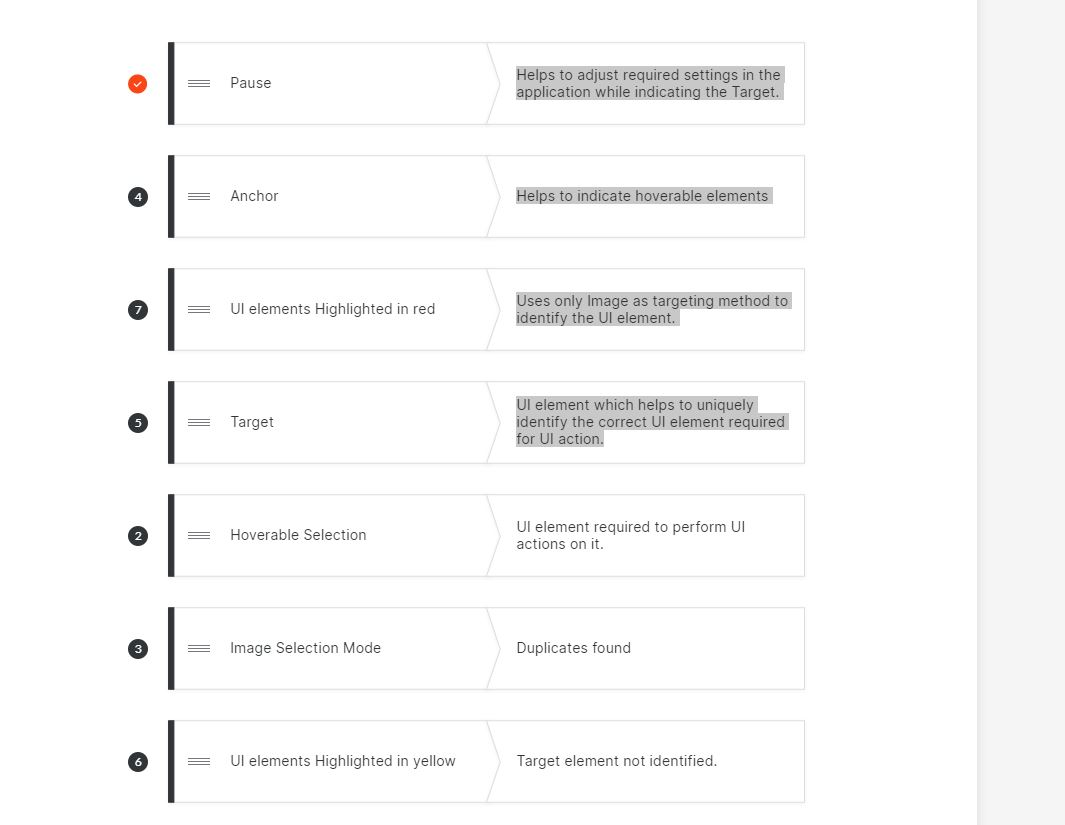 Pause
Helps to adjust required settings in the
application while indicating the Target.
4
Anchor
Helps to indicate hoverable elements
7
UI elements Highlighted in red
Uses only Image as targeting method to
identify the UI element.
5
Target
UI element which helps to uniquely
identify the correct UI element required
for UI action.
2
Hoverable Selection
UI element required to perform UI
actions on it.
3
Image Selection Mode
Duplicates found
6
UI elements Highlighted in yellow
Target element not identified.